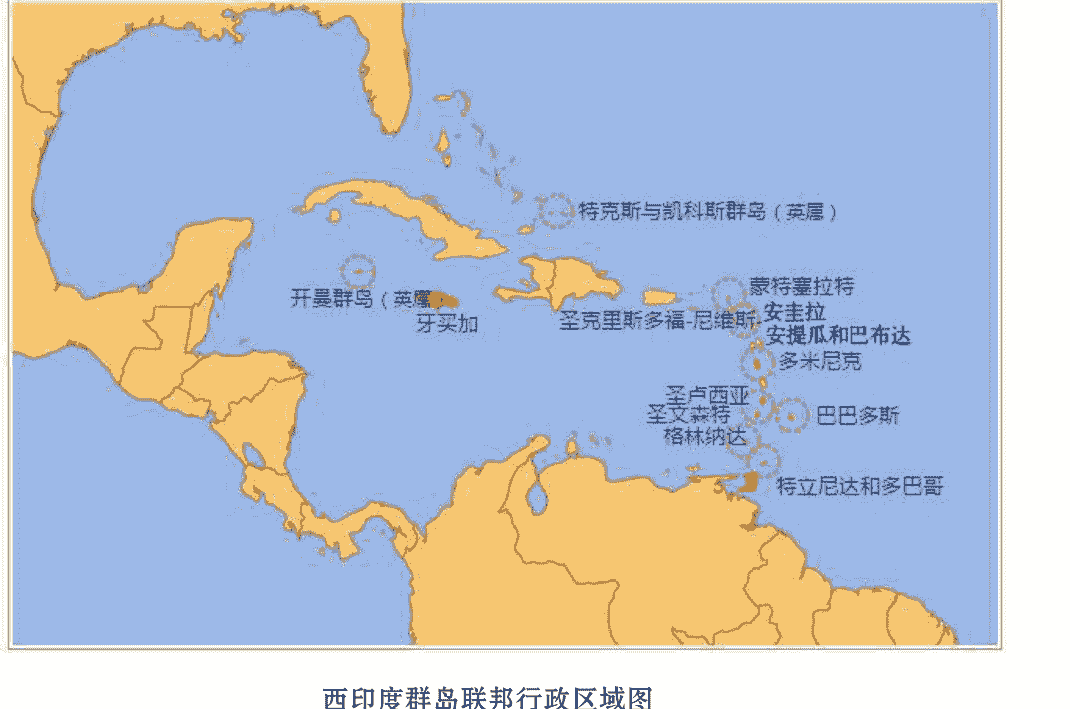 特克斯与凯科斯群岛（英属）
蒙特塞拉特
开曼群岛（英属
安圭拉
圣克里斯多福-尼维斯
牙买加
安提瓜和巴布达
多米尼克
圣卢西亚
圣文森特
巴巴多斯
格林纳达
特立尼达和多巴哥
西印度群岛联邦行政区域图